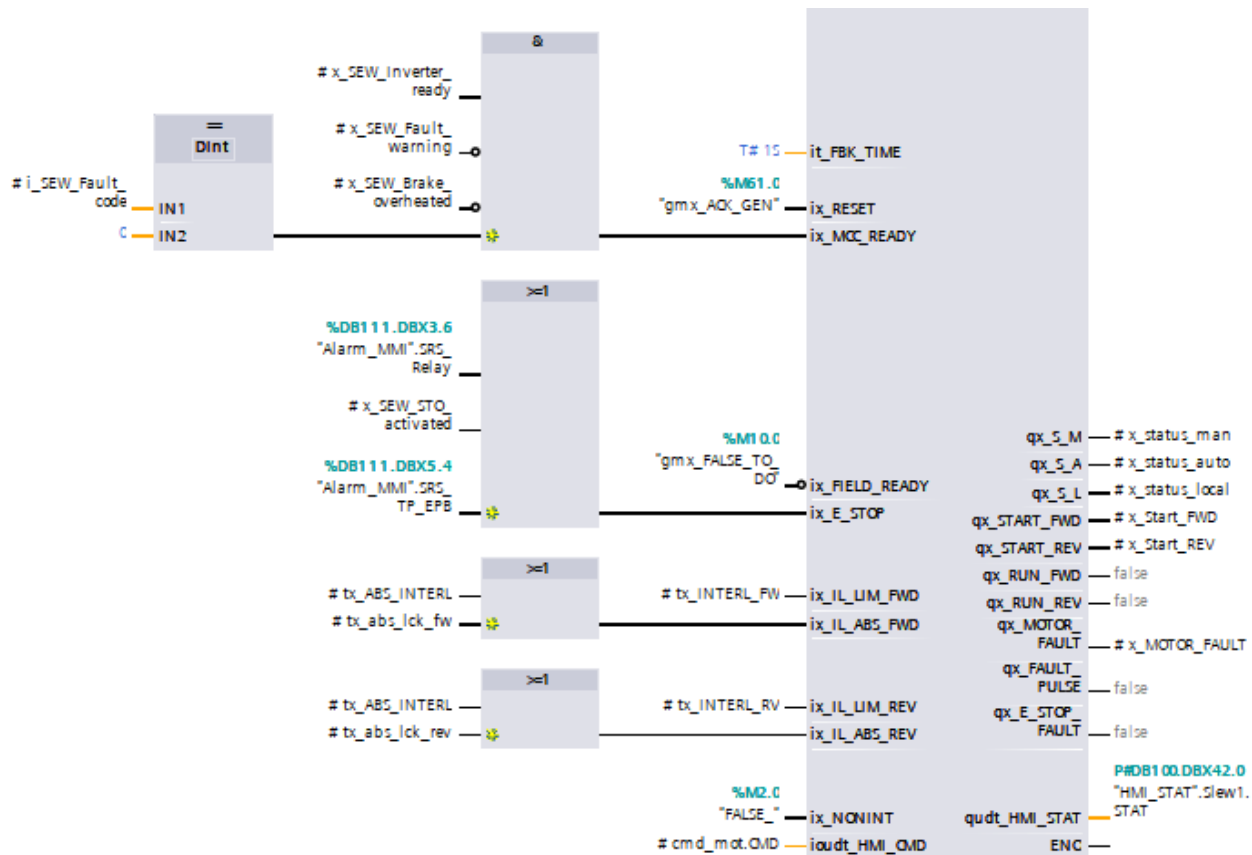 &
# x_SEW_Inverter_
ready
=
DInt
# x_SEW_Fault_
warning
T# 1S
it_FBK_TIME
# i_SEW_Fault_
code
IN1
# x_SEW_Brake_
overheated
%M61.0
"gmx_ACK_GEN"
ix_RESET
0
IN2
ix_MCC_READY
>=1
%DB111.DBX3.6
"Alarm_MMI".SRS_
Relay
# x_SEW_STO_
activated
%DB111.DBX5.4
"Alarm_MMI".SRS_
TP_EPB
%M10.0
"gmx_FALSE_TO_
DO"
ix_FIELD_READY
ix_E_STOP
qx_S_M
# x_status_man
qx_S_A
# x_status_auto
qx_S_L
# x_status_local
qx_START_FWD
# x_Start_FWD
qx_START_REV
# x_Start_REV
>=1
# tx_ABS_INTERL
# tx_abs_lck_fw
# tx_INTERL_FW
ix_IL_LIM_FWD
ix_IL_ABS_FWD
qx_RUN_FWD
false
qx_RUN_REV
false
qx_MOTOR_
FAULT
# x_MOTOR_FAULT
>=1
# tx_ABS_INTERL
# tx_abs_lck_rev
# tx_INTERL_RV
ix_IL_LIM_REV
ix_IL_ABS_REV
qx_FAULT_
PULSE
false
qx_E_STOP_
FAULT
false
%M2.0
"FALSE_"
ix_NONINT
P#DB100.DBX42.0
"HMI_STAT".Slew1.
STAT
qudt_HMI_STAT
# cmd_mot.CMD
ioudt_HMI_CMD
ENO